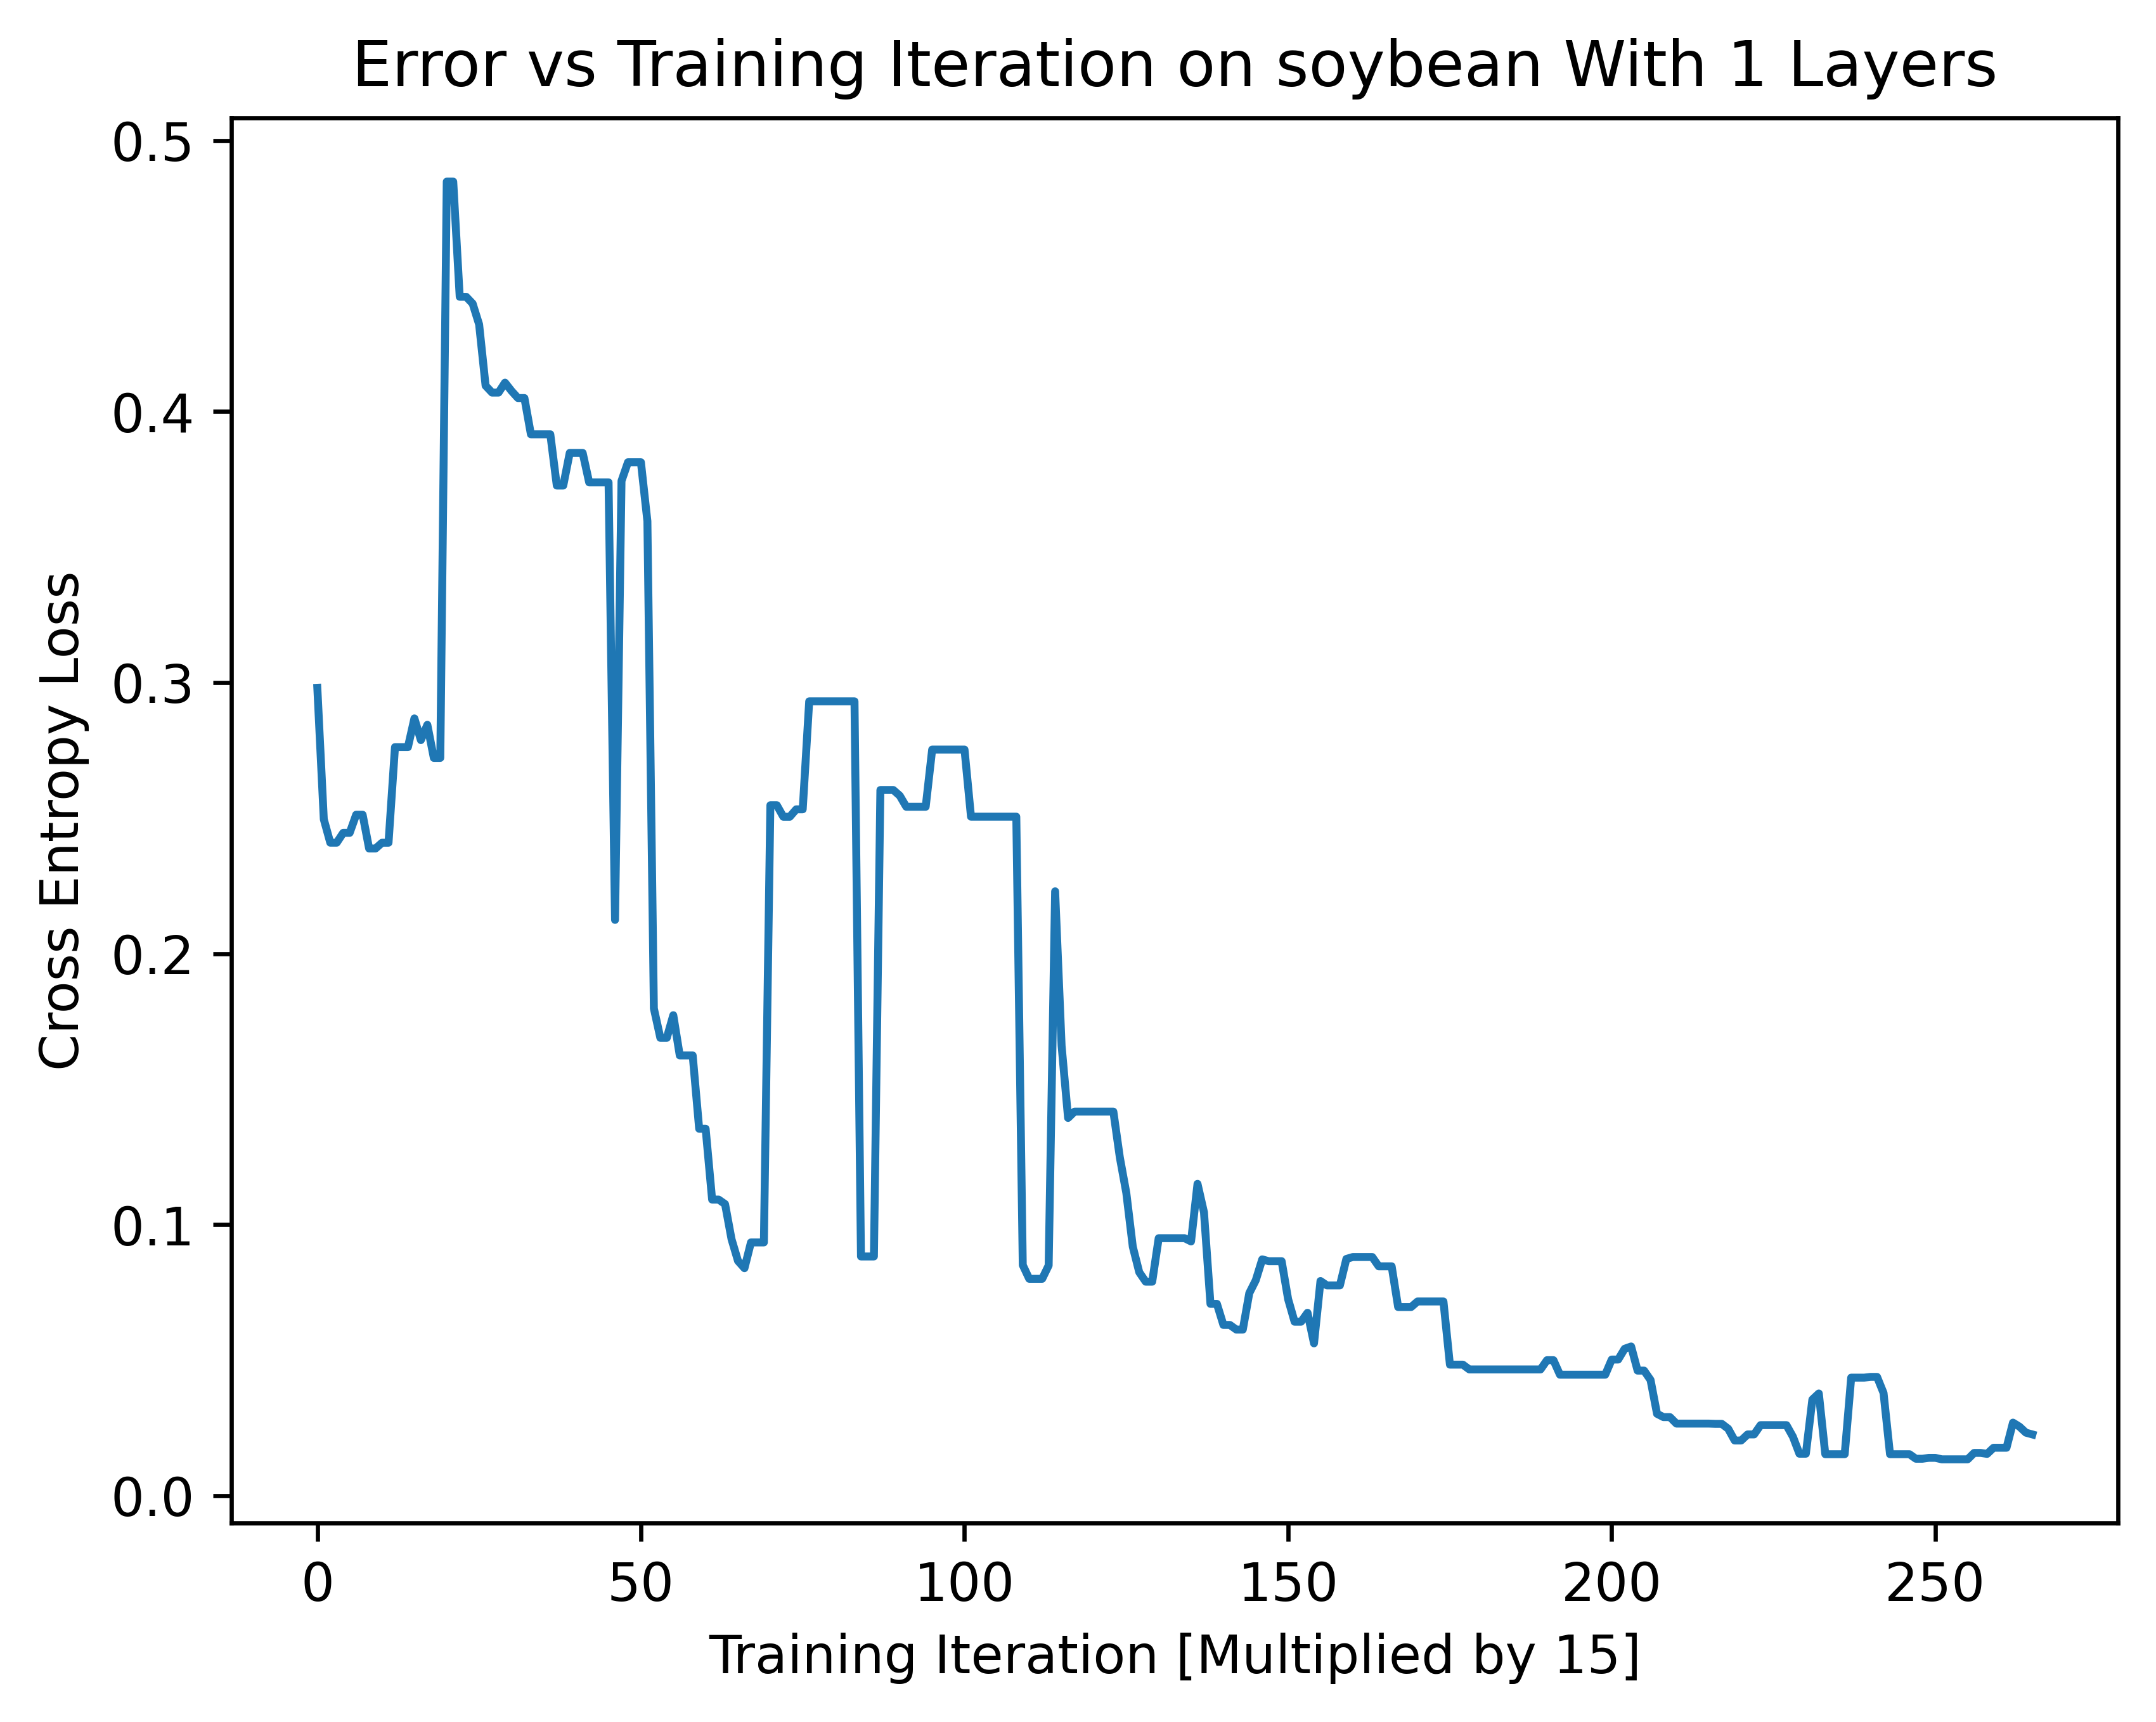 Error vs Training Iteration on soybean With 1 Layers
0.5
0.4
0.3
0.2
0.1
0.0
Cross Entropy Loss
0 50 100 150 200 250
Training Iteration [Multiplied by 15]